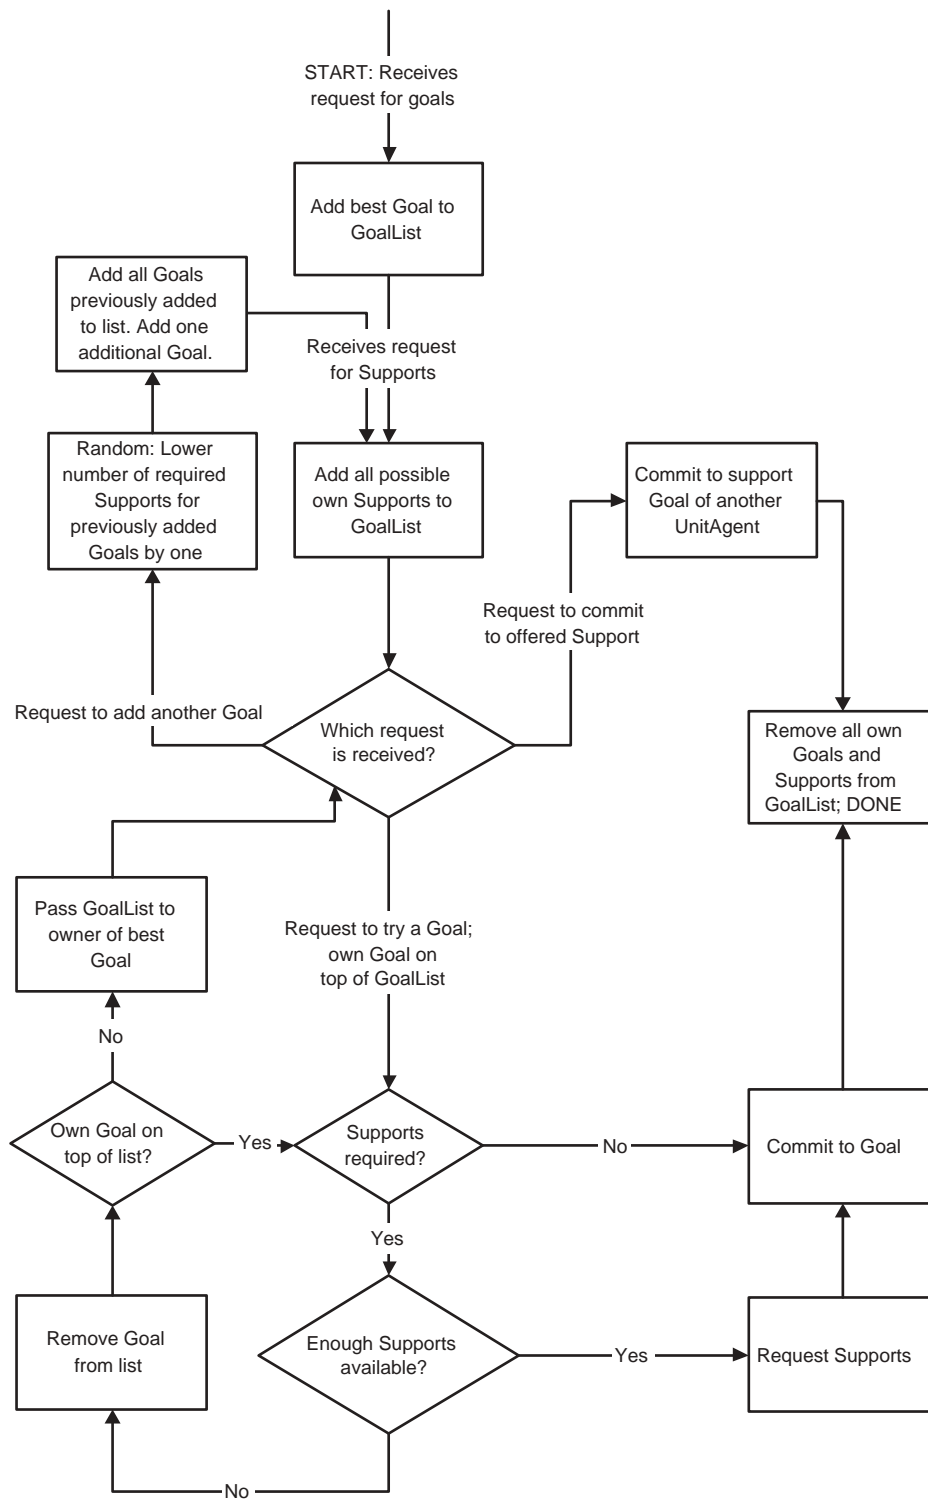 START: Receives
request for goals
Add best Goal to
GoalList
Add all Goals
previously added
to list. Add one
additional Goal.
Receives request
for Supports
Random: Lower
number of required
Supports for
previously added
Goals by one
Add all possible
own Supports to
GoalList
Commit to support
Goal of another
UnitAgent
Request to commit
to offered Support
Request to add another Goal
Which request
is received?
Remove all own
Goals and
Supports from
GoalList; DONE
Pass GoalList to
owner of best
Goal
Request to try a Goal;
own Goal on
top of GoalList
No
Own Goal on
top of list?
Yes
Supports
required?
No
Commit to Goal
Yes
Remove Goal
from list
Enough Supports
available?
Yes
Request Supports
No